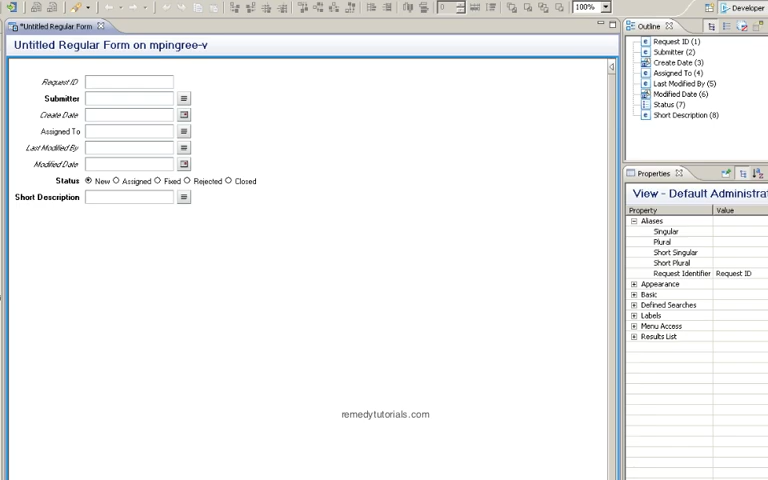 100%
Developer
*Untitled Regular Form
Untitled Regular Form on mpingree-v
Request ID
Submitter
Create Date
Assigned To
Last Modified By
Modified Date
Status New Assigned Fixed Rejected Closed
Short Description
remedytutorials.com
Outline
Request ID (1)
Submitter (2)
Create Date (3)
Assigned To (4)
Last Modified By (5)
Modified Date (6)
Status (7)
Short Description (8)
Properties
View - Default Administrat
Property Value
Aliases
Singular
Plural
Short Singular
Short Plural
Request Identifier Request ID
Appearance
Basic
Defined Searches
Labels
Menu Access
Results List